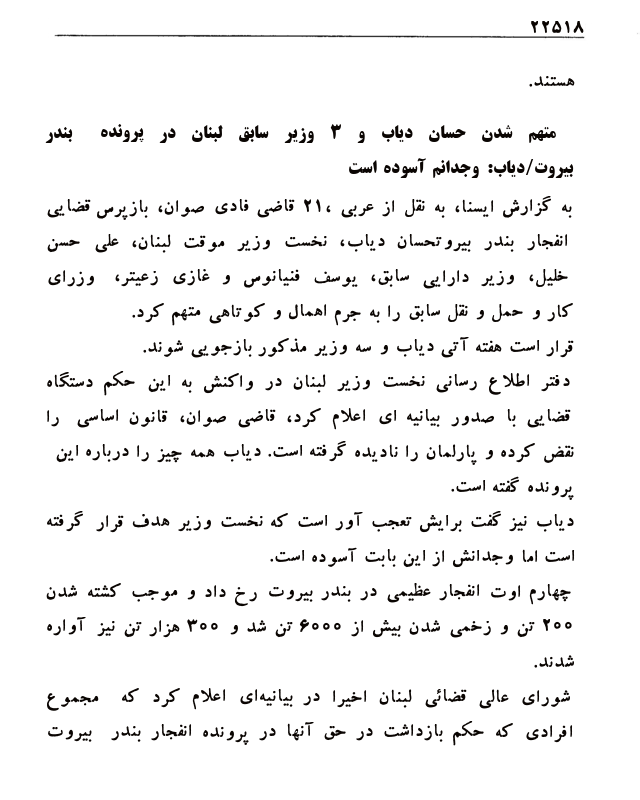 ۲۲۵۱۸
هستند.
متهم شدن حسان دیاب و ۳ وزیر سابق لبنان در پرونده بندر
بیروت/دیاب: وجدانم آسوده است
به گزارش ایسنا، به نقل از عربی ۲۱، قاضی فادی صوان، بازپرس قضایی
انفجار بندر بیروتحسان دیاب، نخست وزیر موقت لبنان، علی حسن
خلیل، وزیر دارایی سابق، یوسف فنیانوس و غازی زعیتر، وزرای
کار و حمل و نقل سابق را به جرم اهمال و کوتاهی متهم کرد.
قرار است هفته آتی دیاب و سه وزیر مذکور بازجویی شوند.
دفتر اطلاع رسانی نخست وزیر لبنان در واکنش به این حکم دستگاه
قضایی با صدور بیانیه ای اعلام کرد، قاضی صوان، قانون اساسی را
نقض کرده و پارلمان را نادیده گرفته است. دیاب همه چیز را درباره این
پرونده گفته است.
دیاب نیز گفت برایش تعجب آور است که نخست وزیر هدف قرار گرفته
است اما وجدانش از این بابت آسوده است.
چهارم اوت انفجار عظیمی در بندر بیروت رخ داد و موجب کشته شدن
۲۰۰ تن و زخمی شدن بیش از ۶۰۰۰ تن شد و ۳۰۰ هزار تن نیز آواره
شدند.
شورای عالی قضائی لبنان اخیرا در بیانیه‌ای اعلام کرد که مجموع
افرادی که حکم بازداشت در حق آنها در پرونده انفجار بندر بیروت